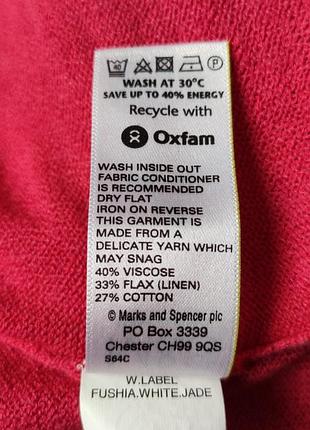 40
WASH AT 30°C
SAVE UP TO 40% ENERGY
Recycle with
Oxfam
WASH INSIDE OUT
FABRIC CONDITIONER
IS RECOMMENDED
DRY FLAT
IRON ON REVERSE
THIS GARMENT IS
MADE FROM A
DELICATE YARN WHICH
MAY SNAG
40% VISCOSE
33% FLAX (LINEN)
27% COTTON
© Marks and Spencer plc
PO Box 3339
Chester CH99 9QS
S64C
W.LABEL
FUSHIA.WHITE.JADE